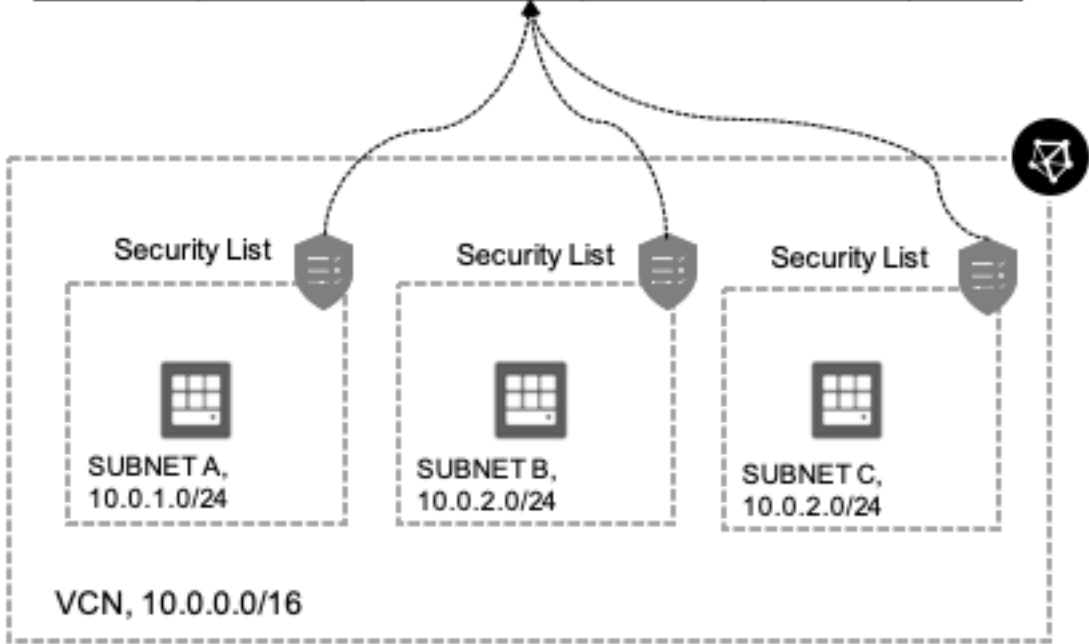 Security List
Security List
Security List
SUBNET A,
10.0.1.0/24
SUBNET B,
10.0.2.0/24
SUBNET C,
10.0.2.0/24
VCN, 10.0.0.0/16